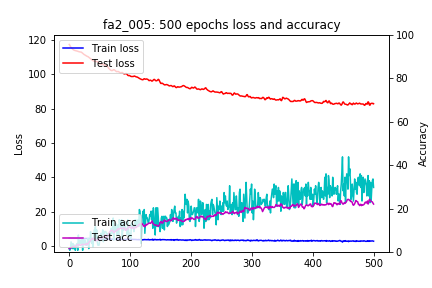 fa2_005: 500 epochs loss and accuracy
120
100
80
60
40
20
0
Loss
Train loss
Test loss
Train acc
Test acc
0
100
200
300
400
500
100
80
60
40
20
0
Accuracy